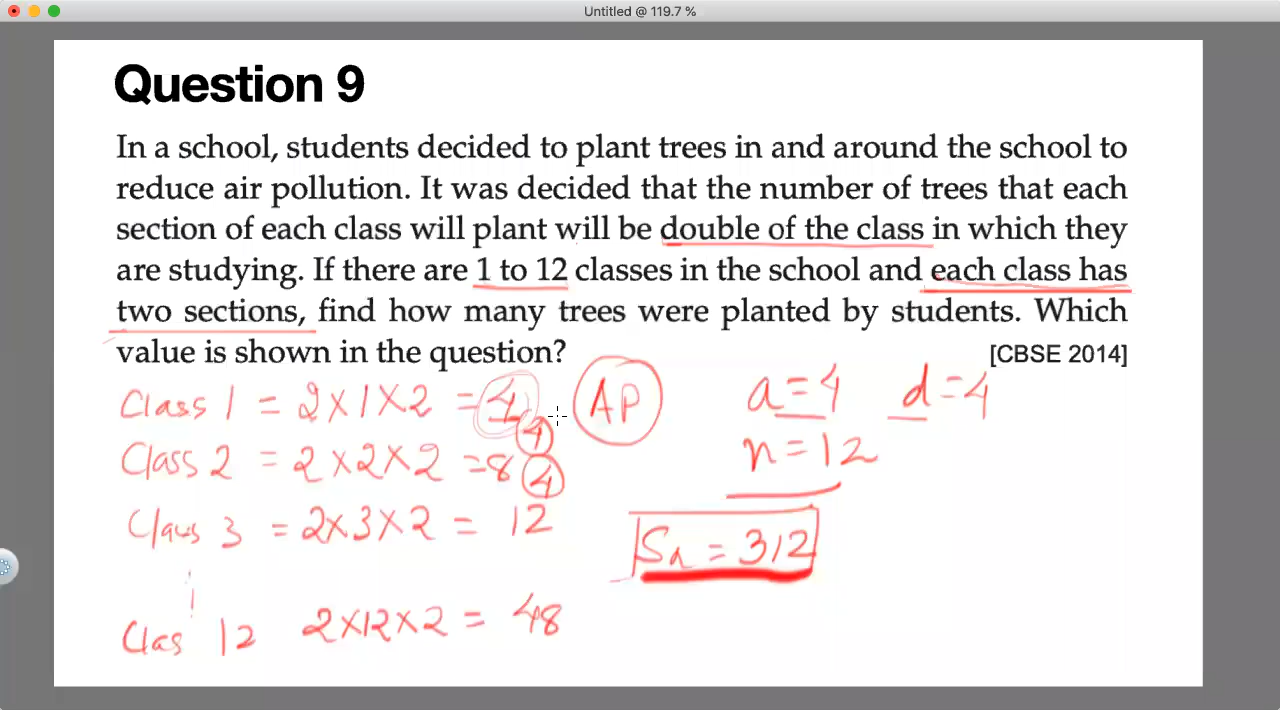 Untitled @ 119.7 %
Question 9
In a school, students decided to plant trees in and around the school to
reduce air pollution. It was decided that the number of trees that each
section of each class will plant will be double of the class in which they
are studying. If there are 1 to 12 classes in the school and each class has
two sections, find how many trees were planted by students. Which
value is shown in the question?
[CBSE 2014]
Class 1 = 2×1×2 = 4
4
Class 2 = 2×2×2 = 8
4
Class 3 = 2×3×2 = 12
Clas 12 2×12×2 = 48
AP
a = 4 d = 4
n = 12
Sn = 312